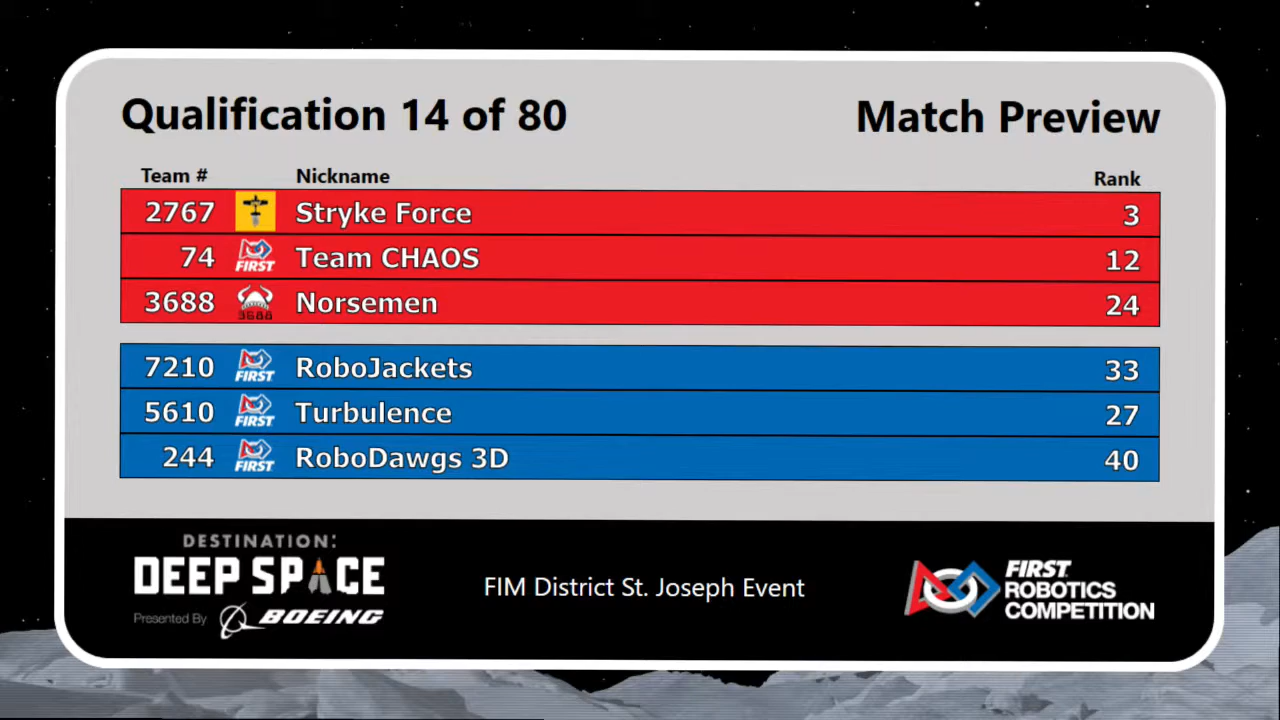 Qualification 14 of 80 Match Preview
Team # Nickname Rank
2767 Stryke Force 3
74 FIRST Team CHAOS 12
3688 3688 Norsemen 24
7210 FIRST RoboJackets 33
5610 FIRST Turbulence 27
244 FIRST RoboDawgs 3D 40
DESTINATION:
DEEP SPACE
Presented By BOEING
FIM District St. Joseph Event
FIRST
ROBOTICS
COMPETITION